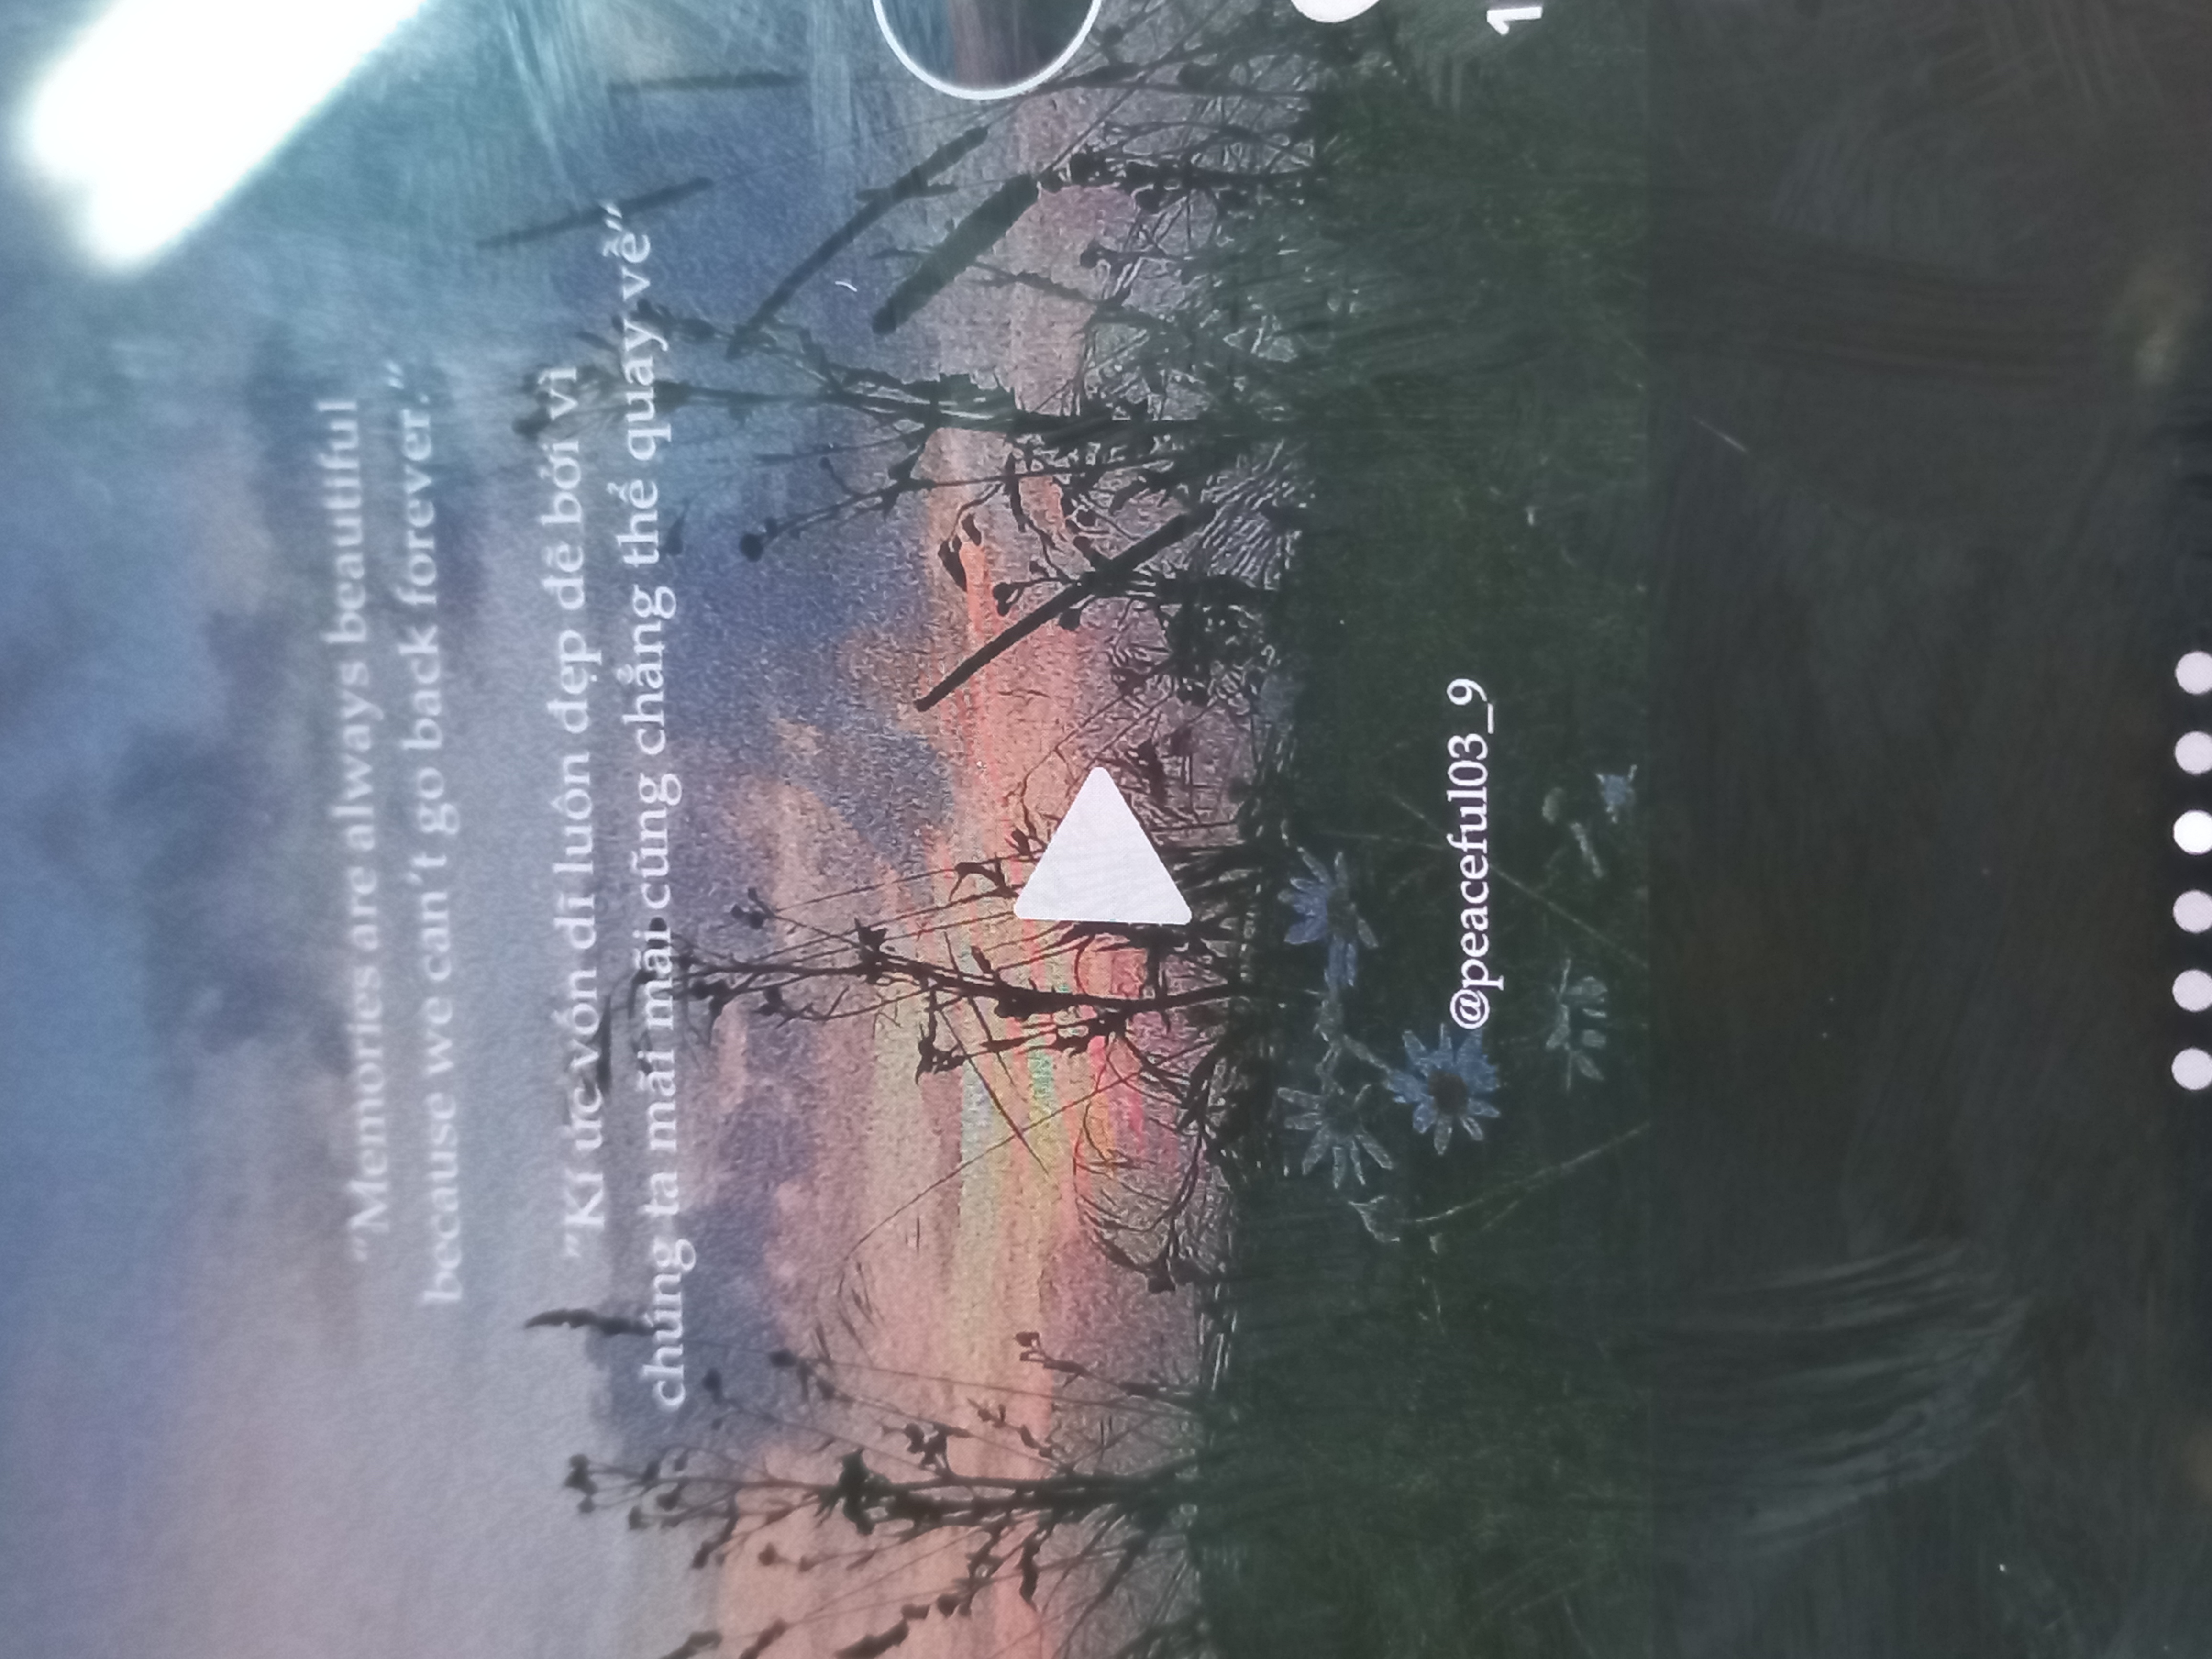 "Memories are always beautiful
because we can't go back forever."
"Kí ức vốn dĩ luôn đẹp đẽ bởi vì
chúng ta mãi mãi cũng chẳng thể quay về"
@peaceful03_9
1